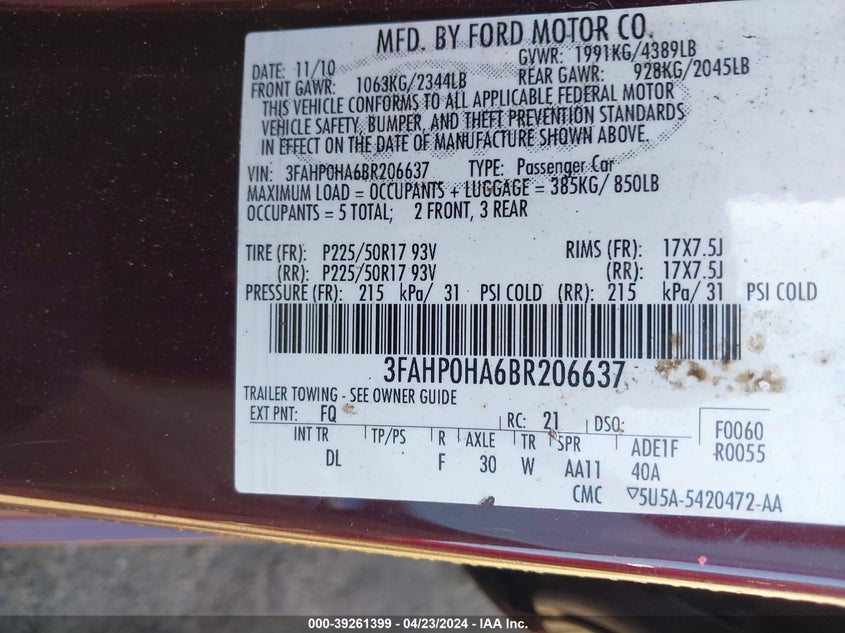 MFD. BY FORD MOTOR CO.
DATE: 11/10 GVWR: 1991KG/4389LB
FRONT GAWR: 1063KG/2344LB REAR GAWR: 928KG/2045LB
THIS VEHICLE CONFORMS TO ALL APPLICABLE FEDERAL MOTOR
VEHICLE SAFETY, BUMPER, AND THEFT PREVENTION STANDARDS
IN EFFECT ON THE DATE OF MANUFACTURE SHOWN ABOVE.
VIN: 3FAHP0HA6BR206637 TYPE: Passenger Car
MAXIMUM LOAD = OCCUPANTS + LUGGAGE = 385KG/ 850LB
OCCUPANTS = 5 TOTAL; 2 FRONT, 3 REAR
TIRE (FR): P225/50R17 93V RIMS (FR): 17X7.5J
(RR): P225/50R17 93V (RR): 17X7.5J
PRESSURE (FR): 215 kPa/ 31 PSI COLD (RR): 215 kPa/ 31 PSI COLD
3FAHP0HA6BR206637
TRAILER TOWING - SEE OWNER GUIDE
EXT PNT: FQ RC: 21 DSO: F0060
INT TR TP/PS R AXLE TR SPR ADE1F R0055
DL F 30 W AA11 40A
CMC ▽5U5A-5420472-AA
000-39261399 - 04/23/2024 - IAA Inc.